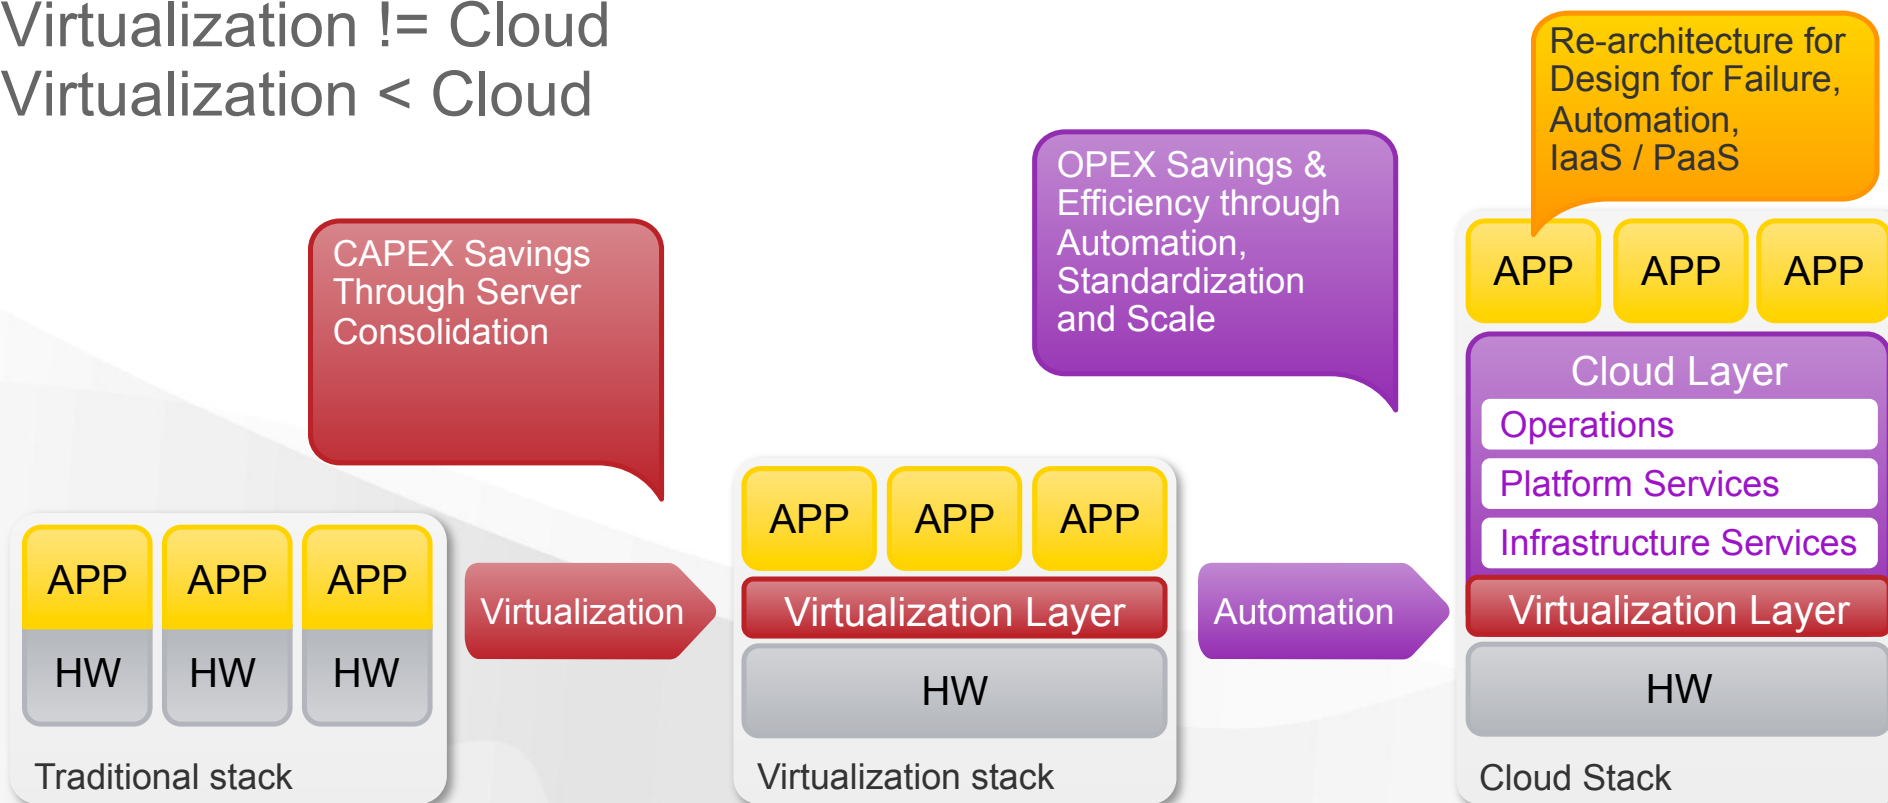 Virtualization != Cloud
Virtualization < Cloud
CAPEX Savings
Through Server
Consolidation
OPEX Savings &
Efficiency through
Automation,
Standardization
and Scale
Re-architecture for
Design for Failure,
Automation,
IaaS / PaaS
APP APP APP
HW HW HW
Traditional stack
Virtualization
APP APP APP
Virtualization Layer
HW
Virtualization stack
Automation
APP APP APP
Cloud Layer
Operations
Platform Services
Infrastructure Services
Virtualization Layer
HW
Cloud Stack